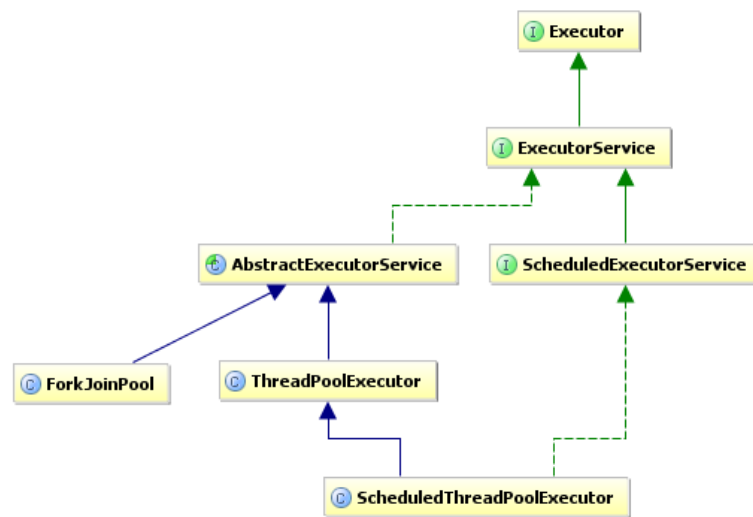 I Executor
I ExecutorService
C AbstractExecutorService
I ScheduledExecutorService
C ForkJoinPool
C ThreadPoolExecutor
C ScheduledThreadPoolExecutor